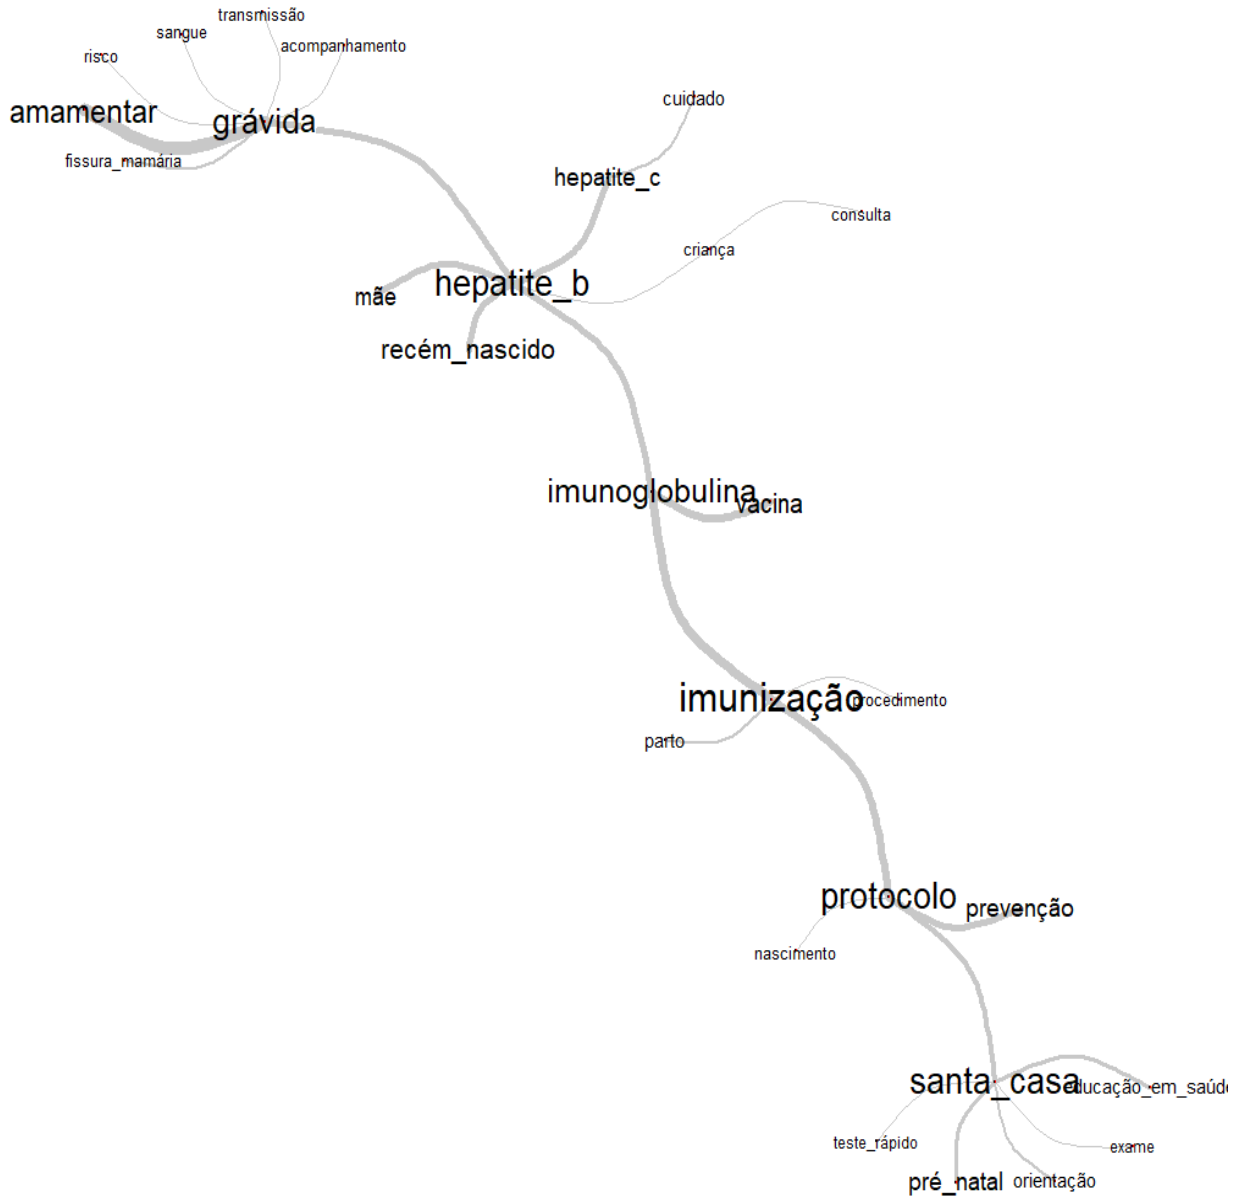 transmissão
sangue
acompanhamento
risco
amamentar
grávida
fissura_mamária
cuidado
hepatite_c
consulta
criança
hepatite_b
mãe
recém_nascido
imunoglobulina
vacina
imunização
procedimento
parto
protocolo
prevenção
nascimento
santa_casa
educação_em_saúde
teste_rápido
exame
pré_natal
orientação